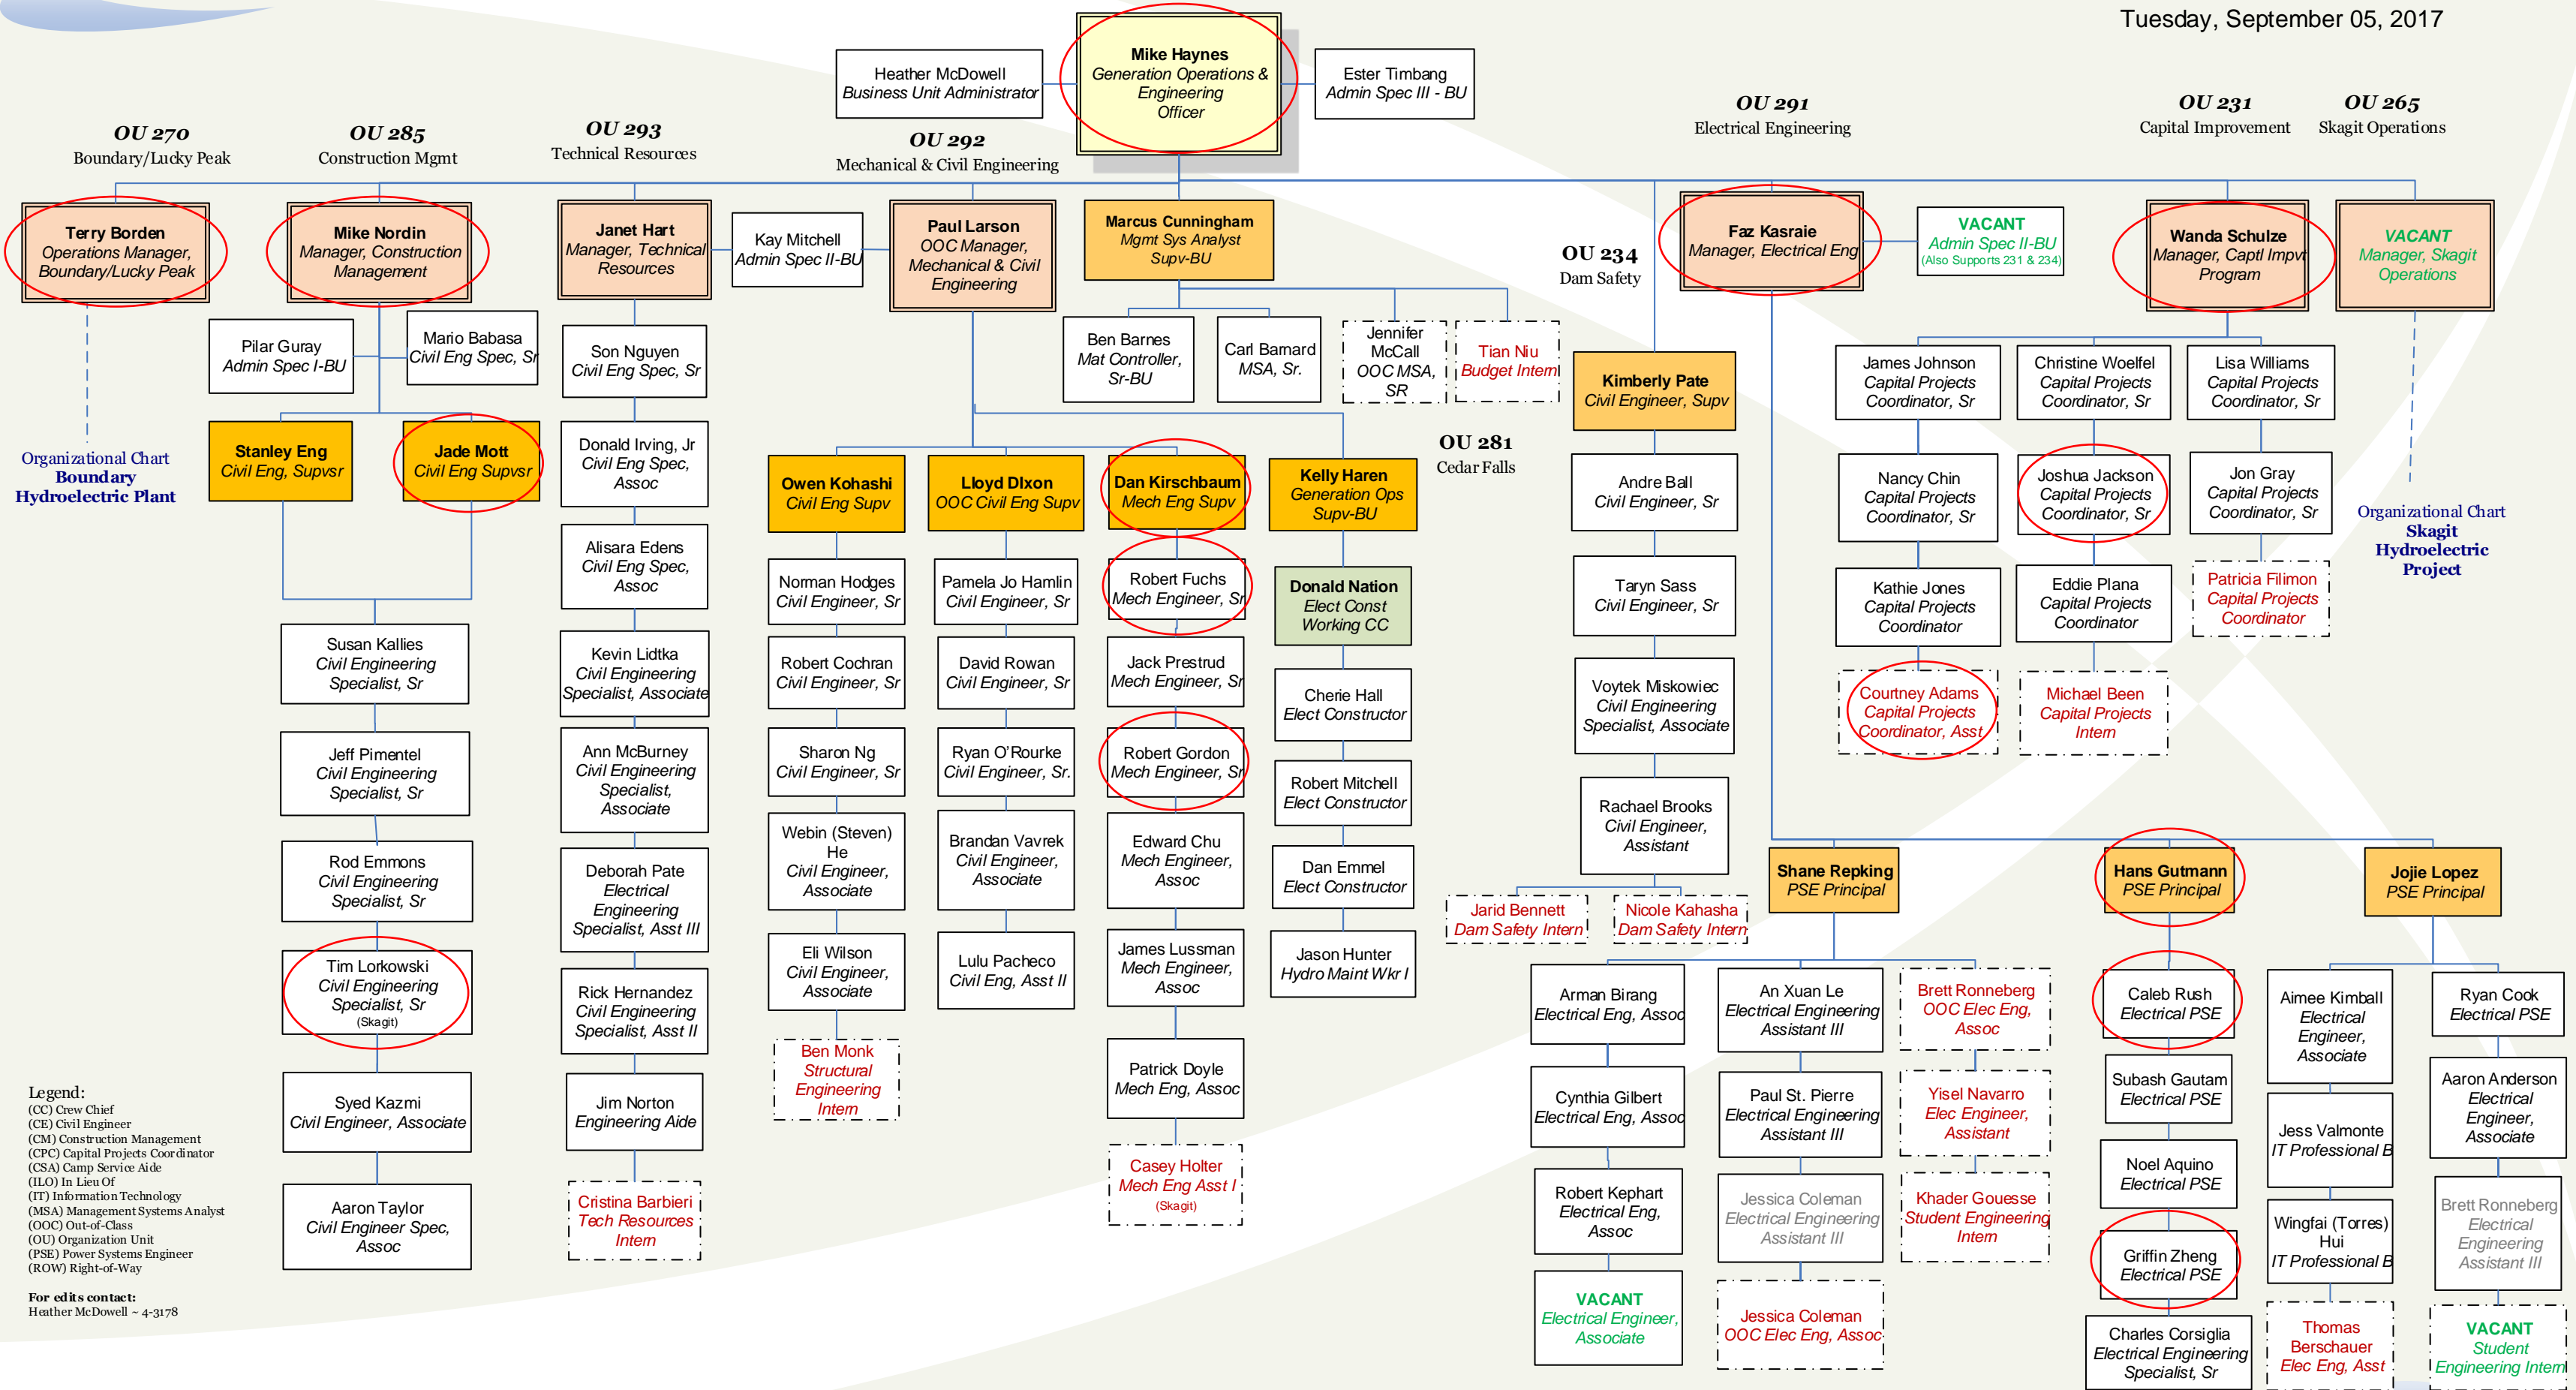 Tuesday, September 05, 2017
Mike Haynes
Generation Operations &
Engineering
Officer
Heather McDowell
Business Unit Administrator
Ester Timbang
Admin Spec III - BU
OU 270
Boundary/Lucky Peak
OU 285
Construction Mgmt
OU 293
Technical Resources
OU 292
Mechanical & Civil Engineering
OU 291
Electrical Engineering
OU 231
Capital Improvement
OU 265
Skagit Operations
Terry Borden
Operations Manager,
Boundary/Lucky Peak
Mike Nordin
Manager, Construction
Management
Janet Hart
Manager, Technical
Resources
Kay Mitchell
Admin Spec II-BU
Paul Larson
OOC Manager,
Mechanical & Civil
Engineering
Marcus Cunningham
Mgmt Sys Analyst
Supv-BU
OU 234
Dam Safety
Faz Kasraie
Manager, Electrical Eng
VACANT
Admin Spec II-BU
(Also Supports 231 & 234)
Wanda Schulze
Manager, Captl Impvt
Program
VACANT
Manager, Skagit
Operations
Organizational Chart
Boundary
Hydroelectric Plant
Pilar Guray
Admin Spec I-BU
Mario Babasa
Civil Eng Spec, Sr
Stanley Eng
Civil Eng, Supvsr
Jade Mott
Civil Eng Supvsr
Susan Kallies
Civil Engineering
Specialist, Sr
Jeff Pimentel
Civil Engineering
Specialist, Sr
Rod Emmons
Civil Engineering
Specialist, Sr
Tim Lorkowski
Civil Engineering
Specialist, Sr
(Skagit)
Syed Kazmi
Civil Engineer, Associate
Aaron Taylor
Civil Engineer Spec,
Assoc
Son Nguyen
Civil Eng Spec, Sr
Donald Irving, Jr
Civil Eng Spec,
Assoc
Alisara Edens
Civil Eng Spec,
Assoc
Kevin Lidtka
Civil Engineering
Specialist, Associate
Ann McBurney
Civil Engineering
Specialist,
Associate
Deborah Pate
Electrical
Engineering
Specialist, Asst III
Rick Hernandez
Civil Engineering
Specialist, Asst II
Jim Norton
Engineering Aide
Cristina Barbieri
Tech Resources
Intern
Ben Barnes
Mat Controller,
Sr-BU
Carl Barnard
MSA, Sr.
Jennifer
McCall
OOC MSA,
SR
Tian Niu
Budget Intern
Owen Kohashi
Civil Eng Supv
Norman Hodges
Civil Engineer, Sr
Robert Cochran
Civil Engineer, Sr
Sharon Ng
Civil Engineer, Sr
Webin (Steven)
He
Civil Engineer,
Associate
Eli Wilson
Civil Engineer,
Associate
Ben Monk
Structural
Engineering
Intern
Lloyd DIxon
OOC Civil Eng Supv
Pamela Jo Hamlin
Civil Engineer, Sr
David Rowan
Civil Engineer, Sr
Ryan O'Rourke
Civil Engineer, Sr.
Brandan Vavrek
Civil Engineer,
Associate
Lulu Pacheco
Civil Eng, Asst II
Dan Kirschbaum
Mech Eng Supv
Robert Fuchs
Mech Engineer, Sr
Jack Prestrud
Mech Engineer, Sr
Robert Gordon
Mech Engineer, Sr
Edward Chu
Mech Engineer,
Assoc
James Lussman
Mech Engineer,
Assoc
Patrick Doyle
Mech Eng, Assoc
Casey Holter
Mech Eng Asst I
(Skagit)
OU 281
Cedar Falls
Kelly Haren
Generation Ops
Supv-BU
Donald Nation
Elect Const
Working CC
Cherie Hall
Elect Constructor
Robert Mitchell
Elect Constructor
Dan Emmel
Elect Constructor
Jason Hunter
Hydro Maint Wkr I
Kimberly Pate
Civil Engineer, Supv
Andre Ball
Civil Engineer, Sr
Taryn Sass
Civil Engineer, Sr
Voytek Miskowiec
Civil Engineering
Specialist, Associate
Rachael Brooks
Civil Engineer,
Assistant
Jarid Bennett
Dam Safety Intern
Nicole Kahasha
Dam Safety Intern
James Johnson
Capital Projects
Coordinator, Sr
Nancy Chin
Capital Projects
Coordinator, Sr
Kathie Jones
Capital Projects
Coordinator
Courtney Adams
Capital Projects
Coordinator, Asst
Christine Woelfel
Capital Projects
Coordinator, Sr
Joshua Jackson
Capital Projects
Coordinator, Sr
Eddie Plana
Capital Projects
Coordinator
Michael Been
Capital Projects
Intern
Lisa Williams
Capital Projects
Coordinator, Sr
Jon Gray
Capital Projects
Coordinator, Sr
Patricia Filimon
Capital Projects
Coordinator
Organizational Chart
Skagit
Hydroelectric
Project
Shane Repking
PSE Principal
Arman Birang
Electrical Eng, Assoc
Cynthia Gilbert
Electrical Eng, Assoc
Robert Kephart
Electrical Eng,
Assoc
VACANT
Electrical Engineer,
Associate
An Xuan Le
Electrical Engineering
Assistant III
Paul St. Pierre
Electrical Engineering
Assistant III
Jessica Coleman
Electrical Engineering
Assistant III
Jessica Coleman
OOC Elec Eng, Assoc
Brett Ronneberg
OOC Elec Eng,
Assoc
Yisel Navarro
Elec Engineer,
Assistant
Khader Gouesse
Student Engineering
Intern
Hans Gutmann
PSE Principal
Caleb Rush
Electrical PSE
Subash Gautam
Electrical PSE
Noel Aquino
Electrical PSE
Griffin Zheng
Electrical PSE
Charles Corsiglia
Electrical Engineering
Specialist, Sr
Jojie Lopez
PSE Principal
Aimee Kimball
Electrical
Engineer,
Associate
Jess Valmonte
IT Professional B
Wingfai (Torres)
Hui
IT Professional B
Thomas
Berschauer
Elec Eng, Asst
Ryan Cook
Electrical PSE
Aaron Anderson
Electrical
Engineer,
Associate
Brett Ronneberg
Electrical
Engineering
Assistant III
VACANT
Student
Engineering Intern
Legend:
(CC) Crew Chief
(CE) Civil Engineer
(CM) Construction Management
(CPC) Capital Projects Coordinator
(CSA) Camp Service Aide
(ILO) In Lieu Of
(IT) Information Technology
(MSA) Management Systems Analyst
(OOC) Out-of-Class
(OU) Organization Unit
(PSE) Power Systems Engineer
(ROW) Right-of-Way
For edits contact:
Heather McDowell ~ 4-3178